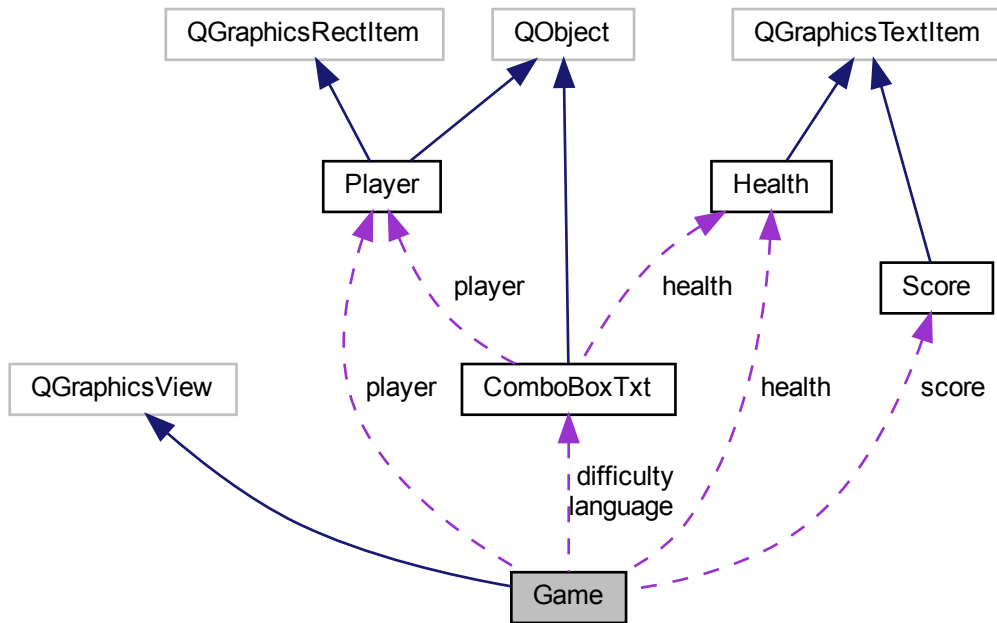 QGraphicsRectItem
QObject
QGraphicsTextItem
Player
Health
Score
player
health
QGraphicsView
player
ComboBoxTxt
health
score
difficulty
language
Game